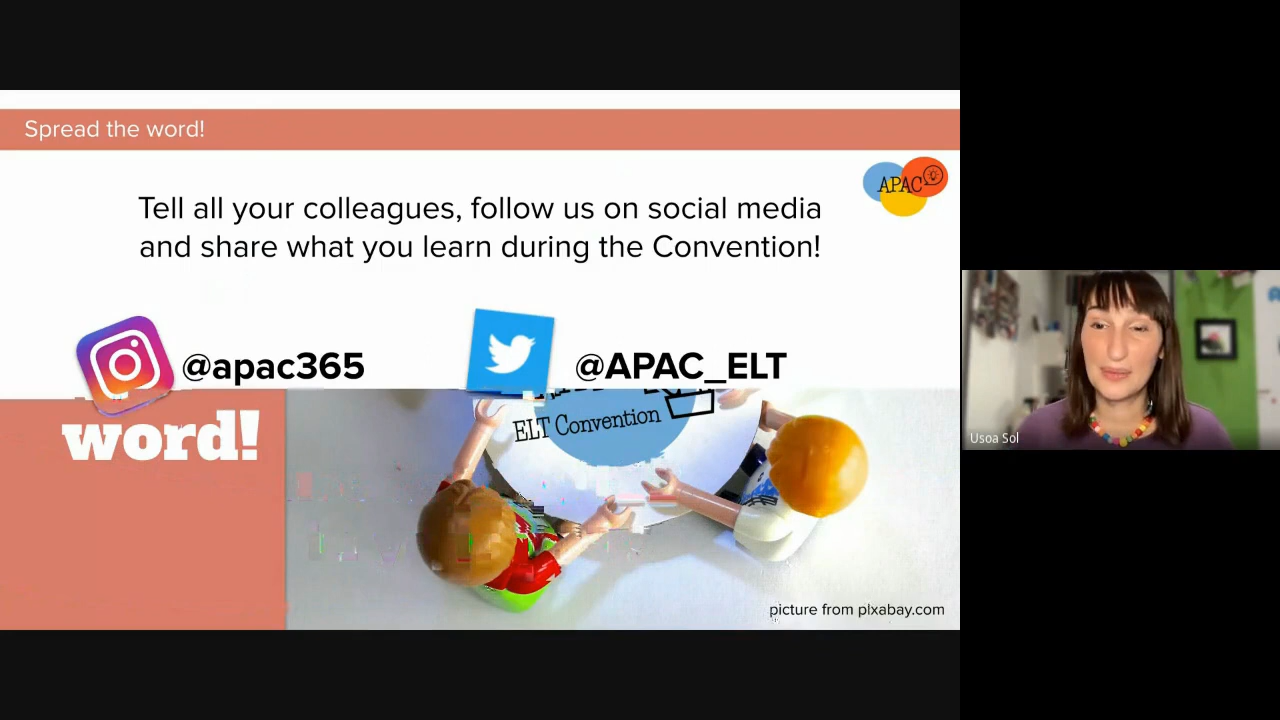 Spread the word!
APAC
Tell all your colleagues, follow us on social media
and share what you learn during the Convention!
@apac365
@APAC_ELT
word!
ELT Convention
picture from pixabay.com
Usoa Sol